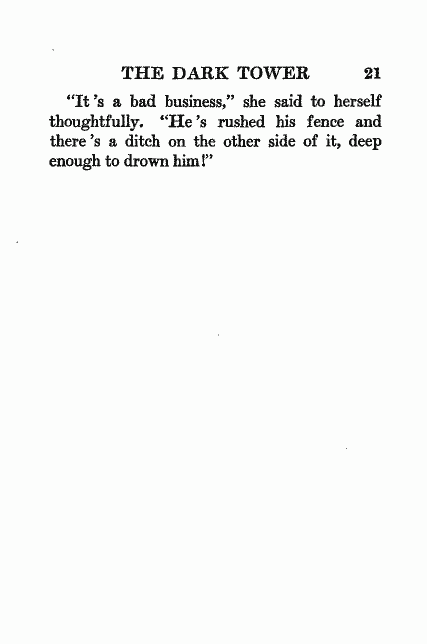 THE DARK TOWER 21
“It’s a bad business,” she said to herself
thoughtfully. “He’s rushed his fence and
there’s a ditch on the other side of it, deep
enough to drown him!”